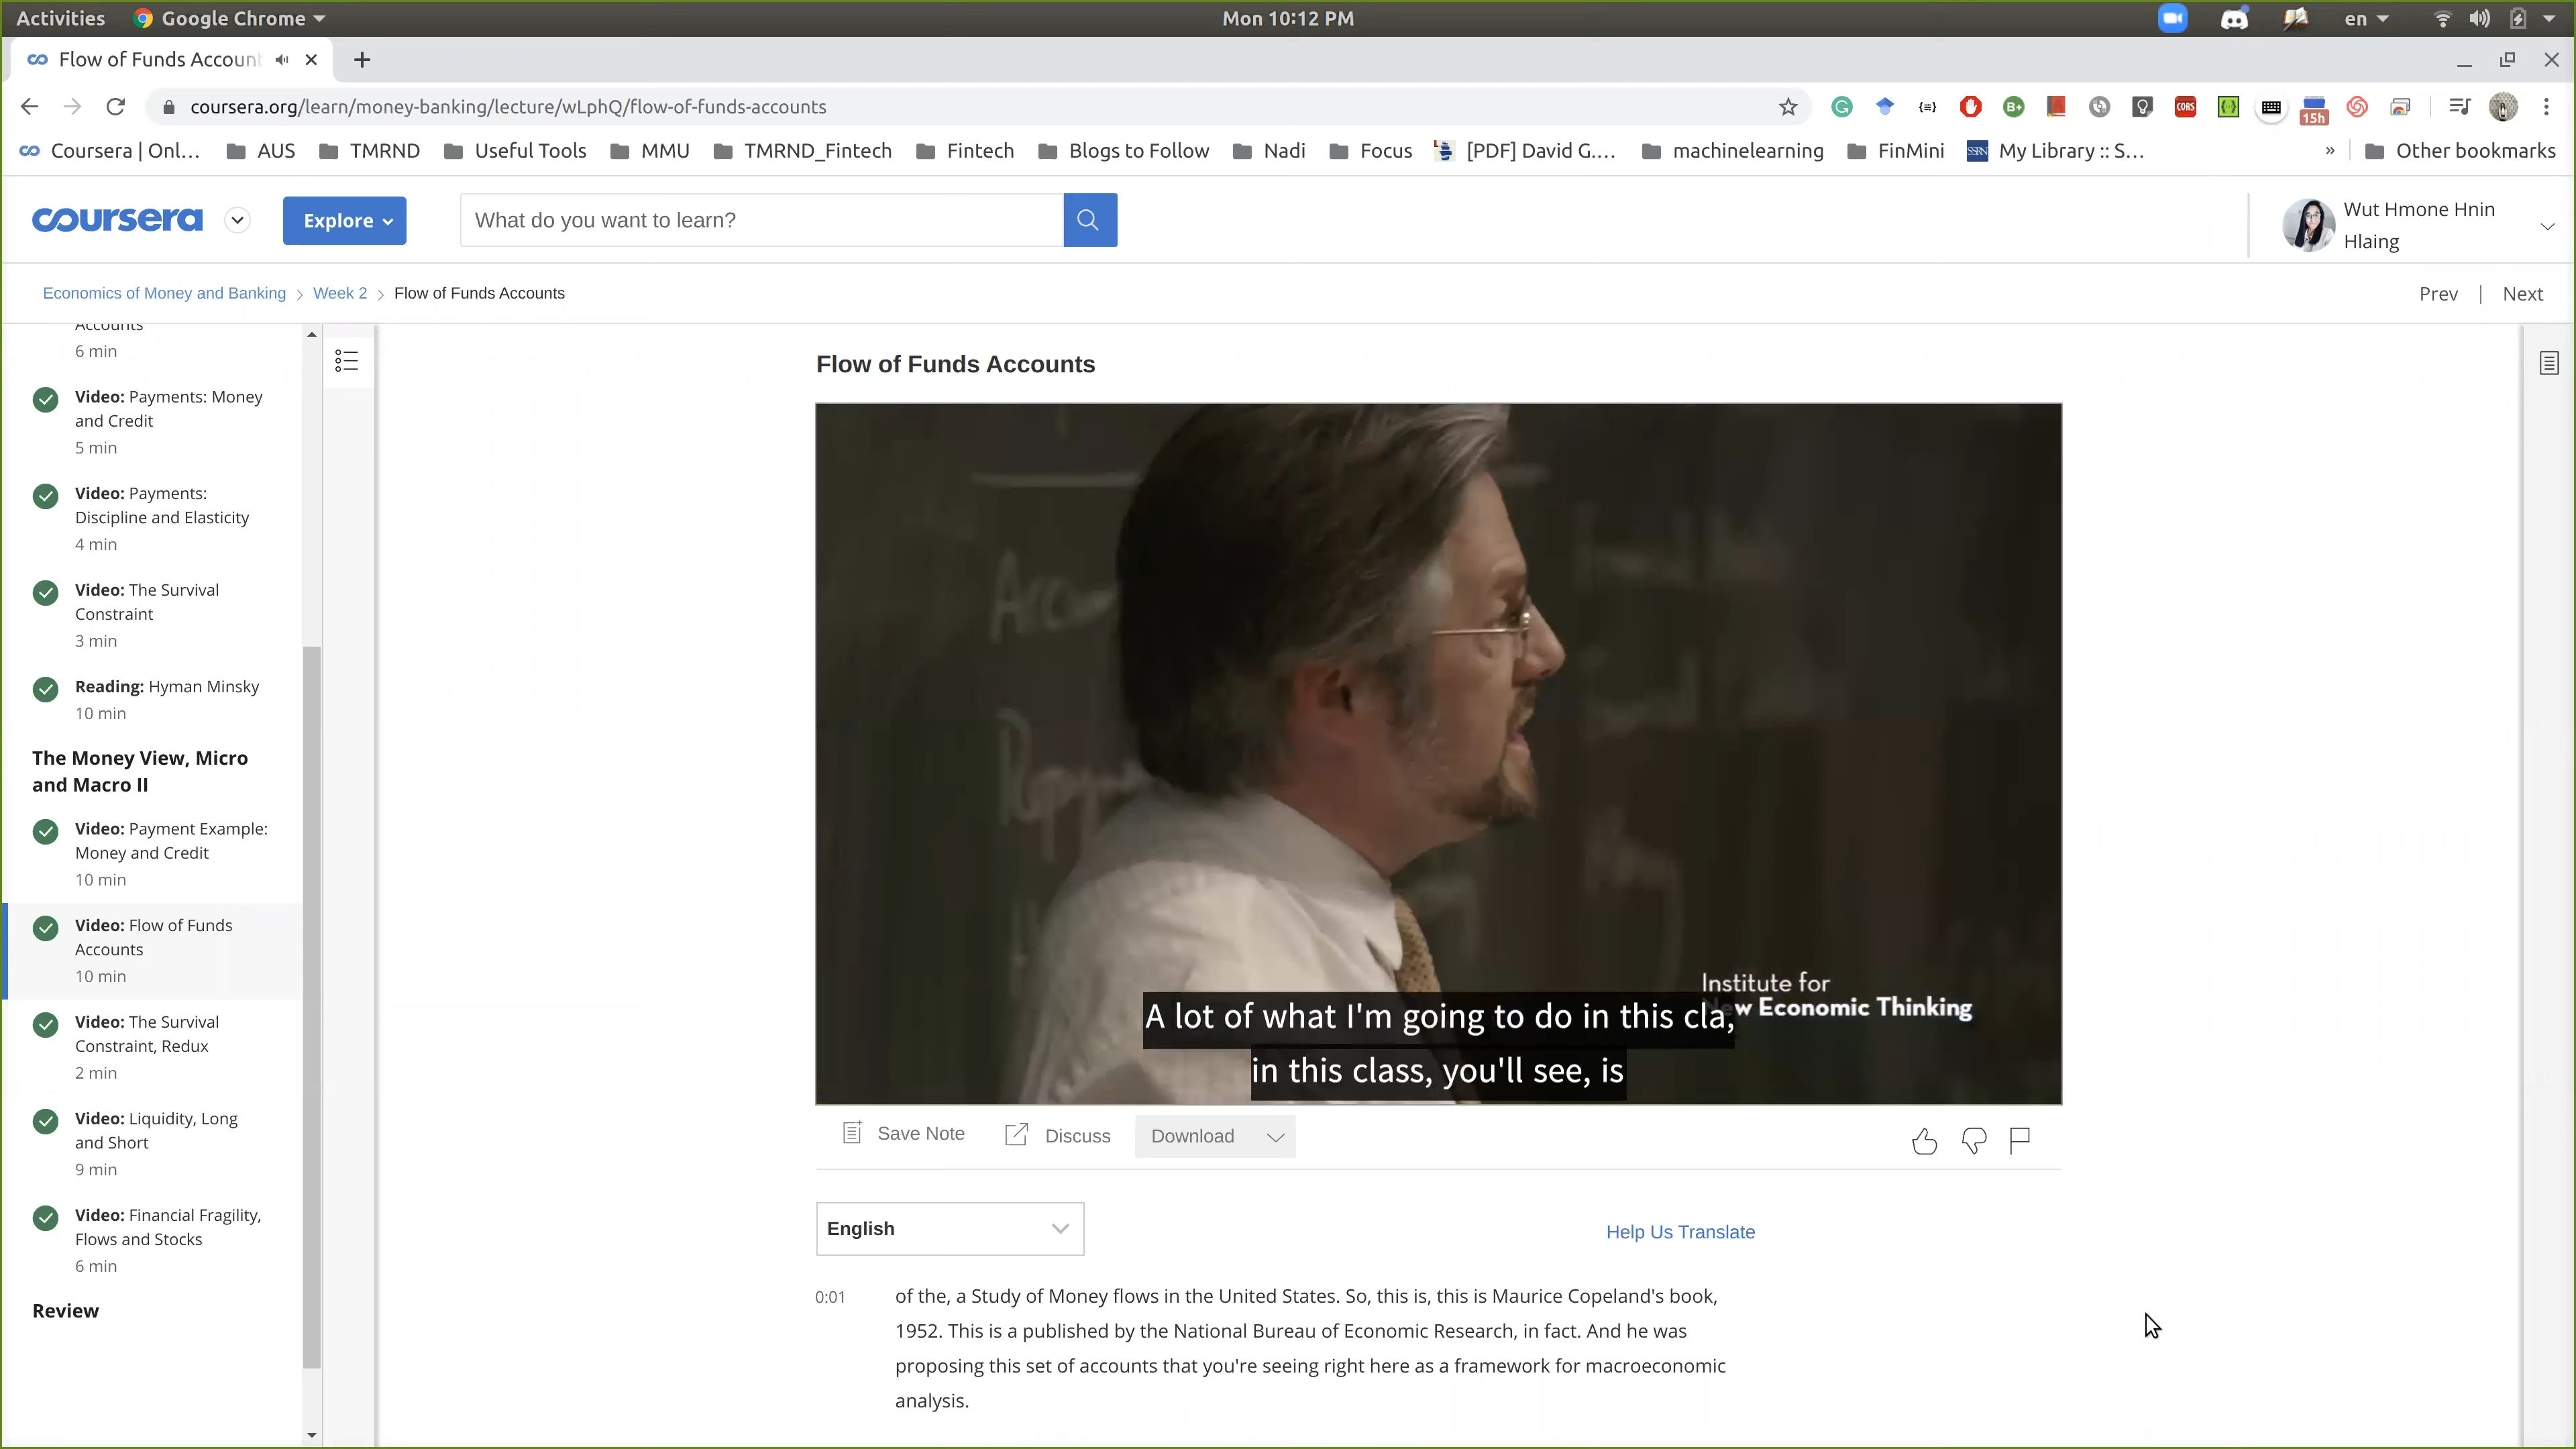 Activities
Google Chrome
Mon 10:12 PM
en
Flow of Funds Account
coursera.org/learn/money-banking/lecture/wLphQ/flow-of-funds-accounts
CORS
15h
Coursera | Onl...
AUS
TMRND
Useful Tools
MMU
TMRND_Fintech
Fintech
Blogs to Follow
Nadi
Focus
[PDF] David G....
machinelearning
FinMini
SSRN
My Library :: S...
»
Other bookmarks
coursera
Explore
What do you want to learn?
Wut Hmone Hnin
Hlaing
Economics of Money and Banking > Week 2 > Flow of Funds Accounts
Prev | Next
Accounts
6 min
Video: Payments: Money
and Credit
5 min
Video: Payments:
Discipline and Elasticity
4 min
Video: The Survival
Constraint
3 min
Reading: Hyman Minsky
10 min
The Money View, Micro
and Macro II
Video: Payment Example:
Money and Credit
10 min
Video: Flow of Funds
Accounts
10 min
Video: The Survival
Constraint, Redux
2 min
Video: Liquidity, Long
and Short
9 min
Video: Financial Fragility,
Flows and Stocks
6 min
Review
Flow of Funds Accounts
Institute for
New Economic Thinking
A lot of what I'm going to do in this cla,
in this class, you'll see, is
Save Note
Discuss
Download
English
Help Us Translate
0:01
of the, a Study of Money flows in the United States. So, this is, this is Maurice Copeland's book,
1952. This is a published by the National Bureau of Economic Research, in fact. And he was
proposing this set of accounts that you're seeing right here as a framework for macroeconomic
analysis.